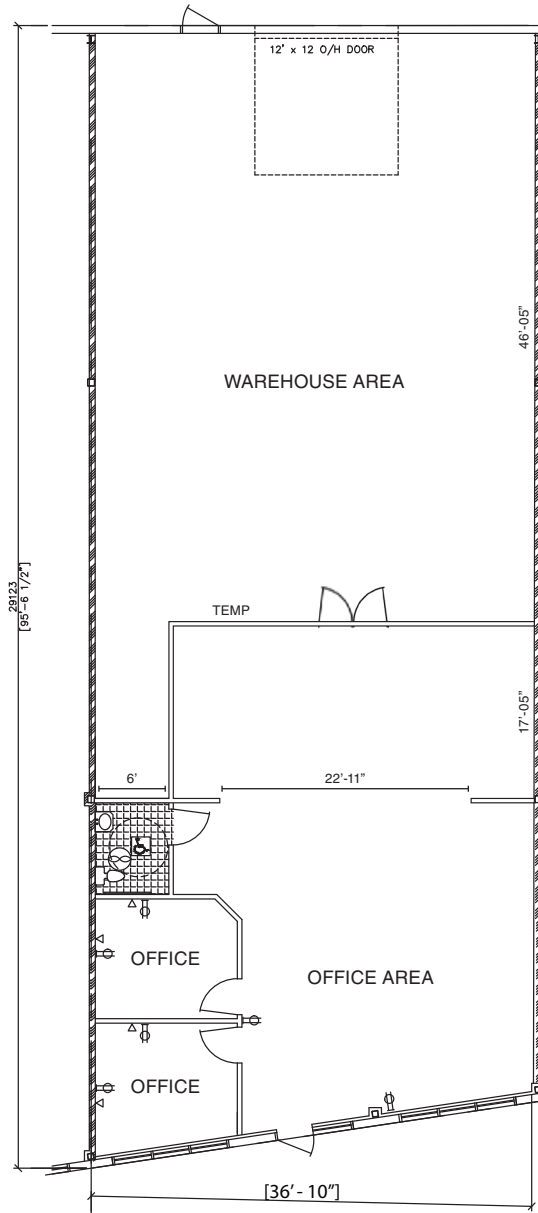 12' x 12 O/H DOOR
46'-05"
WAREHOUSE AREA
29123
[95'-6 1/2"]
TEMP
17'-05"
6'
22'-11"
OFFICE
OFFICE AREA
OFFICE
[36' - 10"]